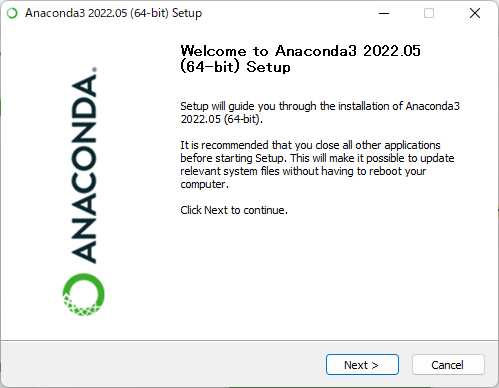 Anaconda3 2022.05 (64-bit) Setup
Welcome to Anaconda3 2022.05
(64-bit) Setup
Setup will guide you through the installation of Anaconda3
2022.05 (64-bit).
It is recommended that you close all other applications
before starting Setup. This will make it possible to update
relevant system files without having to reboot your
computer.
Click Next to continue.
ANACONDA.
Next >
Cancel